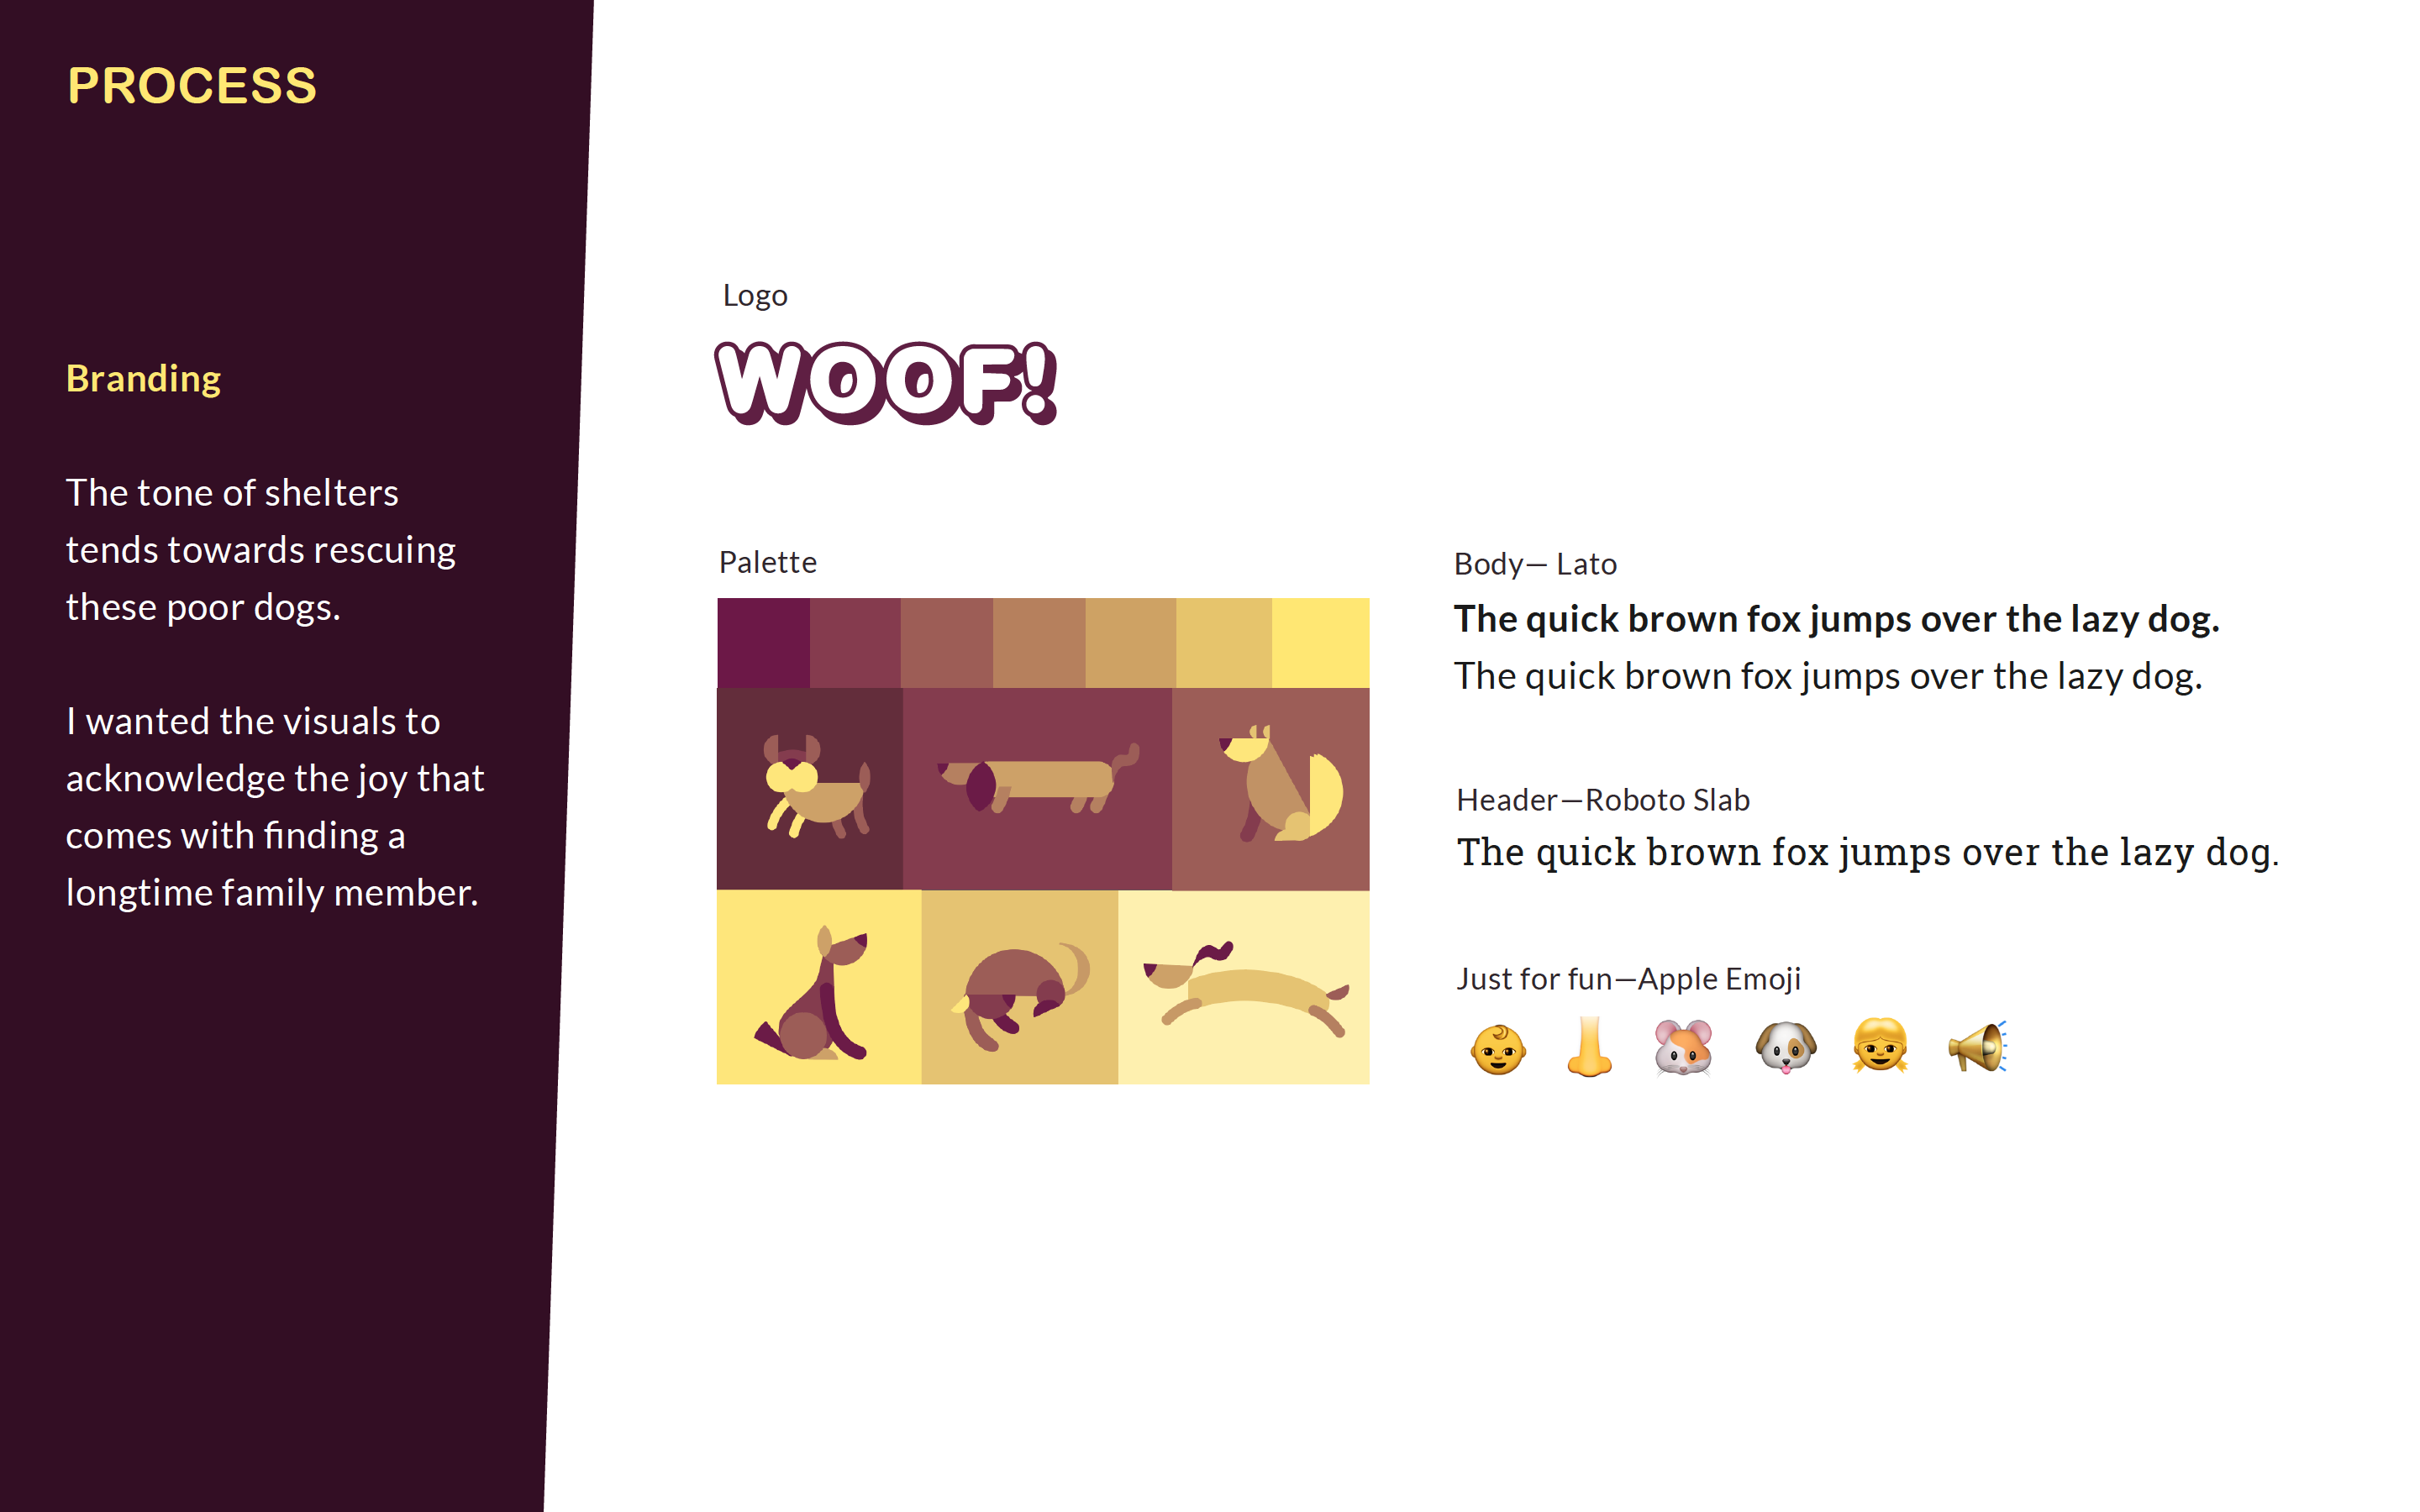 PROCESS
Branding
The tone of shelters
tends towards rescuing
these poor dogs.
I wanted the visuals to
acknowledge the joy that
comes with finding a
longtime family member.
Logo
WOOF!
Palette
Body— Lato
The quick brown fox jumps over the lazy dog.
The quick brown fox jumps over the lazy dog.
Header—Roboto Slab
The quick brown fox jumps over the lazy dog.
Just for fun—Apple Emoji